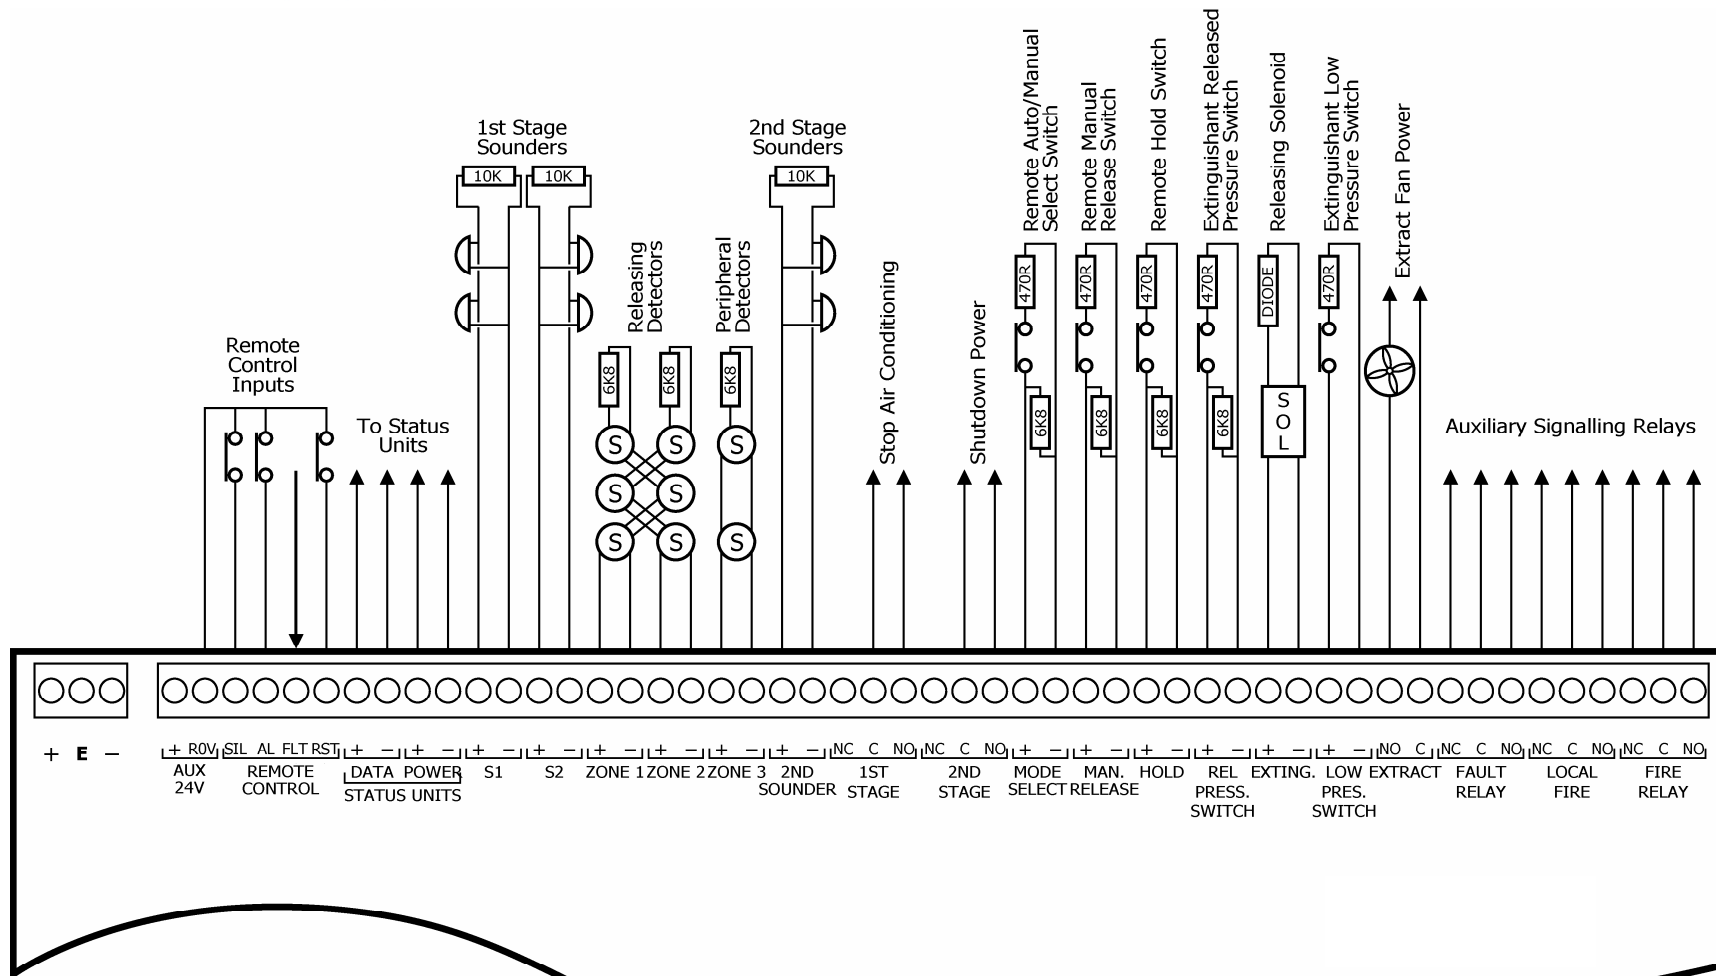 1st Stage
Sounders
10K
10K
2nd Stage
Sounders
10K
Remote
Control
Inputs
To Status
Units
Releasing
Detectors
6K8
6K8
S
S
S
S
S
S
Peripheral
Detectors
6K8
S
S
Stop Air Conditioning
Shutdown Power
Remote Auto/Manual
Select Switch
470R
6K8
Remote Manual
Release Switch
470R
6K8
Remote Hold Switch
470R
6K8
Extinguishant Released
Pressure Switch
470R
6K8
Releasing Solenoid
DIODE
S
O
L
Extinguishant Low
Pressure Switch
470R
Extract Fan Power
Auxiliary Signalling Relays
+ E −
+ R0V SIL AL FLT RST + − + − + − + − + − + − + − + − NC C NO NC C NO + − + − + − + − + − + − NO C NC C NO NC C NO NC C NO
AUX
24V
REMOTE
CONTROL
DATA POWER
STATUS UNITS
S1
S2
ZONE 1
ZONE 2
ZONE 3
2ND
SOUNDER
1ST
STAGE
2ND
STAGE
MODE
SELECT
MAN.
RELEASE
HOLD
REL
PRESS.
SWITCH
EXTING.
LOW
PRES.
SWITCH
EXTRACT
FAULT
RELAY
LOCAL
FIRE
FIRE
RELAY